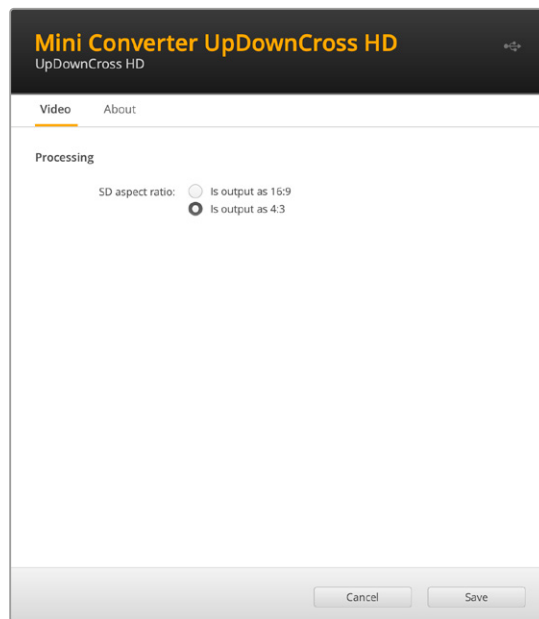 Mini Converter UpDownCross HD
UpDownCross HD
Video About
Processing
SD aspect ratio: Is output as 16:9
Is output as 4:3
Cancel Save